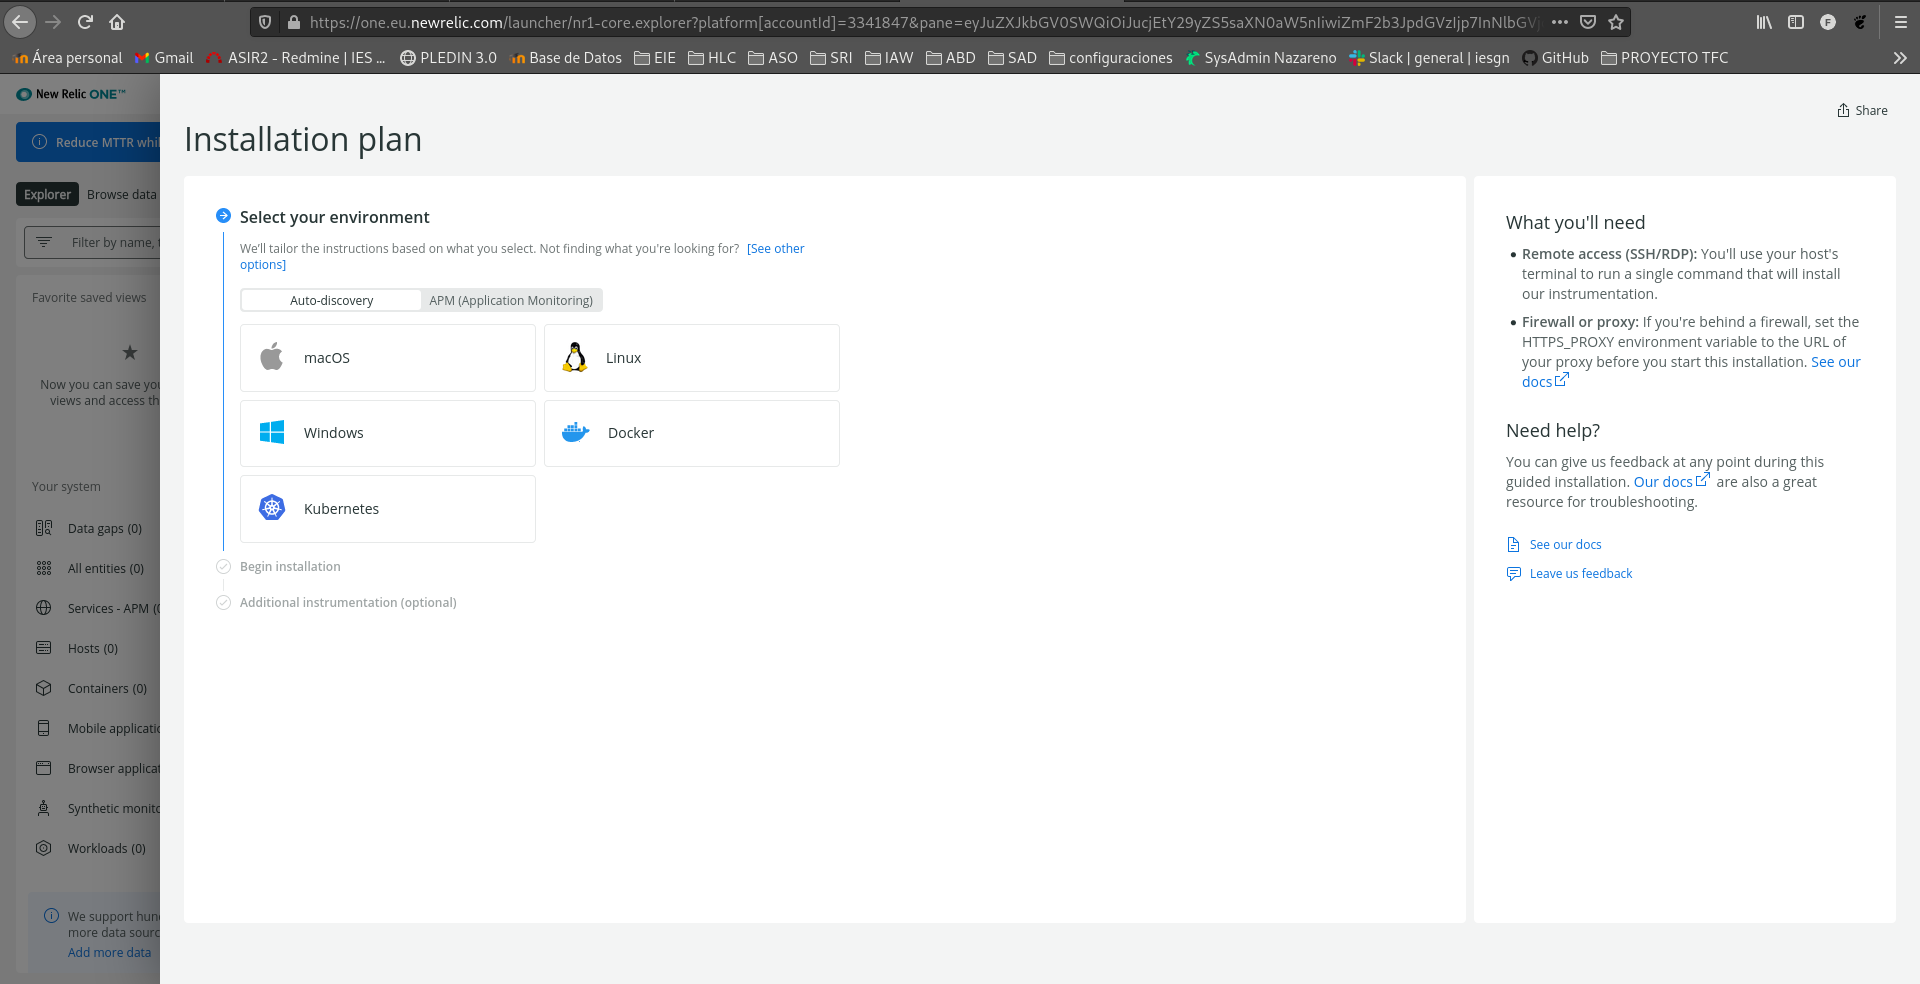 https://one.eu.newrelic.com/launcher/nr1-core.explorer?platform[accountId]=3341847&pane=eyJuZXJkbGV0SWQiOiJucjEtY29yZS5saXN0aW5nIiwiZmF2b3JpdGVzIjp7InNlbGVj
Área personal
Gmail
ASIR2 - Redmine | IES ...
PLEDIN 3.0
Base de Datos
EIE
HLC
ASO
SRI
IAW
ABD
SAD
configuraciones
SysAdmin Nazareno
Slack | general | iesgn
GitHub
PROYECTO TFC
New Relic ONE™
Reduce MTTR whil
Explorer
Browse data
Filter by name, t
Favorite saved views
Now you can save you
views and access th
Your system
Data gaps (0)
All entities (0)
Services - APM (0
Hosts (0)
Containers (0)
Mobile applicatio
Browser applicat
Synthetic monito
Workloads (0)
We support hun
more data sourc
Add more data
Share
Installation plan
Select your environment
We'll tailor the instructions based on what you select. Not finding what you're looking for? [See other
options]
Auto-discovery
APM (Application Monitoring)
macOS
Linux
Windows
Docker
Kubernetes
Begin installation
Additional instrumentation (optional)
What you'll need
Remote access (SSH/RDP): You'll use your host's
terminal to run a single command that will install
our instrumentation.
Firewall or proxy: If you're behind a firewall, set the
HTTPS_PROXY environment variable to the URL of
your proxy before you start this installation. See our
docs
Need help?
You can give us feedback at any point during this
guided installation. Our docs are also a great
resource for troubleshooting.
See our docs
Leave us feedback